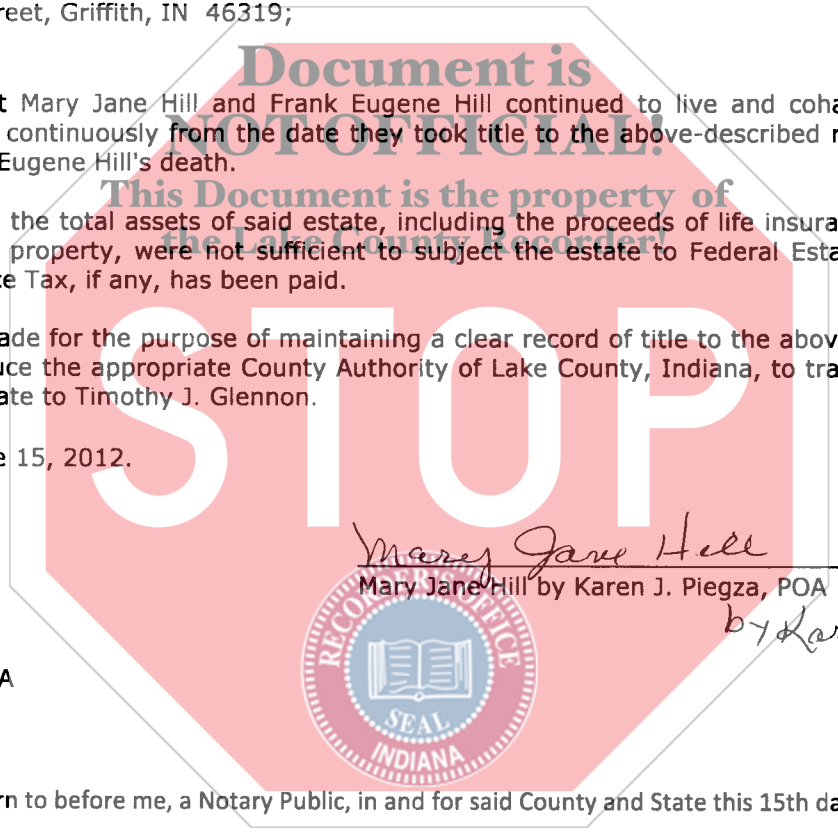 reet, Griffith, IN 46319;
Document is
t Mary Jane Hill and Frank Eugene Hill continued to live and coha
NOT OFFICIAL!
continuously from the date they took title to the above-described r
Eugene Hill's death.
This Document is the property of
the total assets of said estate, including the proceeds of life insura
the Lake County Recorder!
property, were not sufficient to subject the estate to Federal Esta
e Tax, if any, has been paid.
ade for the purpose of maintaining a clear record of title to the abov
uce the appropriate County Authority of Lake County, Indiana, to tra
ate to Timothy J. Glennon.
STOP
e 15, 2012.
Mary Jane Hill
Mary Jane Hill by Karen J. Piegza, POA
by Kar
RECORDER'S OFFICE
SEAL
INDIANA
A
rn to before me, a Notary Public, in and for said County and State this 15th da